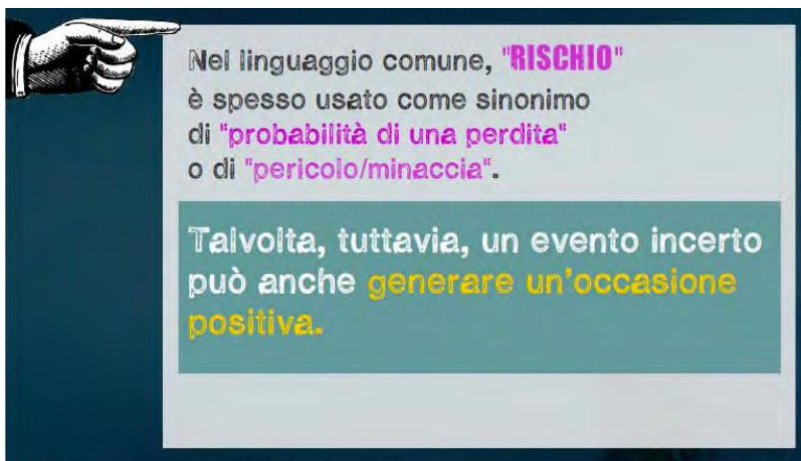 Nel linguaggio comune, "RISCHIO"
è spesso usato come sinonimo
di "probabilità di una perdita"
o di "pericolo/minaccia".
Talvolta, tuttavia, un evento incerto
può anche generare un'occasione
positiva.